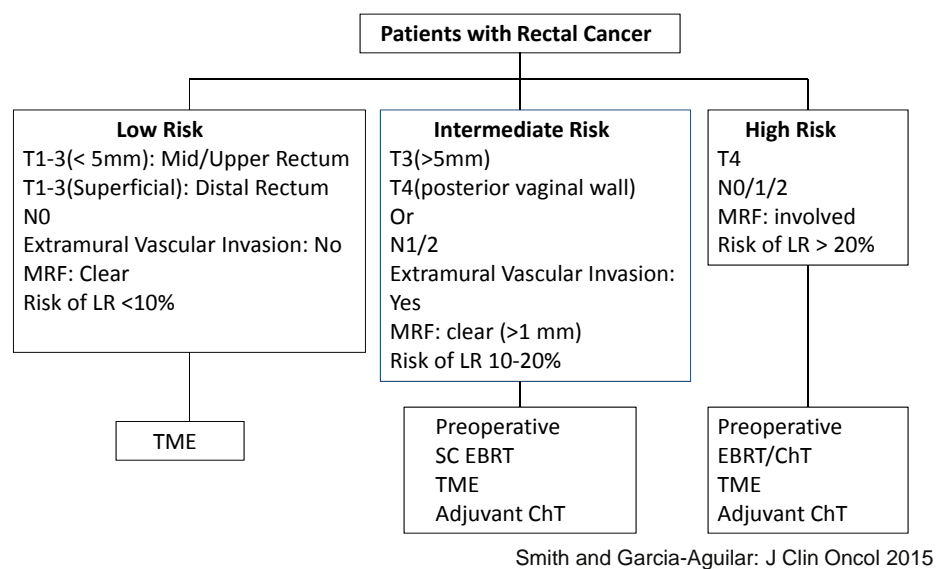 Patients with Rectal Cancer
Low Risk
T1-3(< 5mm): Mid/Upper Rectum
T1-3(Superficial): Distal Rectum
N0
Extramural Vascular Invasion: No
MRF: Clear
Risk of LR <10%
Intermediate Risk
T3(>5mm)
T4(posterior vaginal wall)
Or
N1/2
Extramural Vascular Invasion:
Yes
MRF: clear (>1 mm)
Risk of LR 10-20%
High Risk
T4
N0/1/2
MRF: involved
Risk of LR > 20%
TME
Preoperative
SC EBRT
TME
Adjuvant ChT
Preoperative
EBRT/ChT
TME
Adjuvant ChT
Smith and Garcia-Aguilar: J Clin Oncol 2015